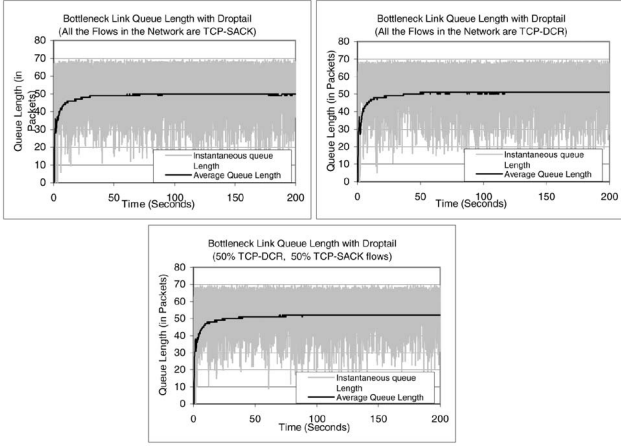 Bottleneck Link Queue Length with Droptail
(All the Flows in the Network are TCP-SACK)
Queue Length (in
Packets)
80
70
60
50
40
30
20
10
0
0
50
100
150
200
Time (Seconds)
Instantaneous queue
Length
Average Queue Length
Bottleneck Link Queue Length with Droptail
(All the Flows in the Network are TCP-DCR)
Queue Length (in Packets)
80
70
60
50
40
30
20
10
0
0
50
100
150
200
Time (Seconds)
Instantaneous queue
Length
Average Queue Length
Bottleneck Link Queue Length with Droptail
(50% TCP-DCR, 50% TCP-SACK flows)
Queue Length (in Packets)
80
70
60
50
40
30
20
10
0
0
50
100
150
200
Time (Seconds)
Instantaneous queue
Length
Average Queue Length